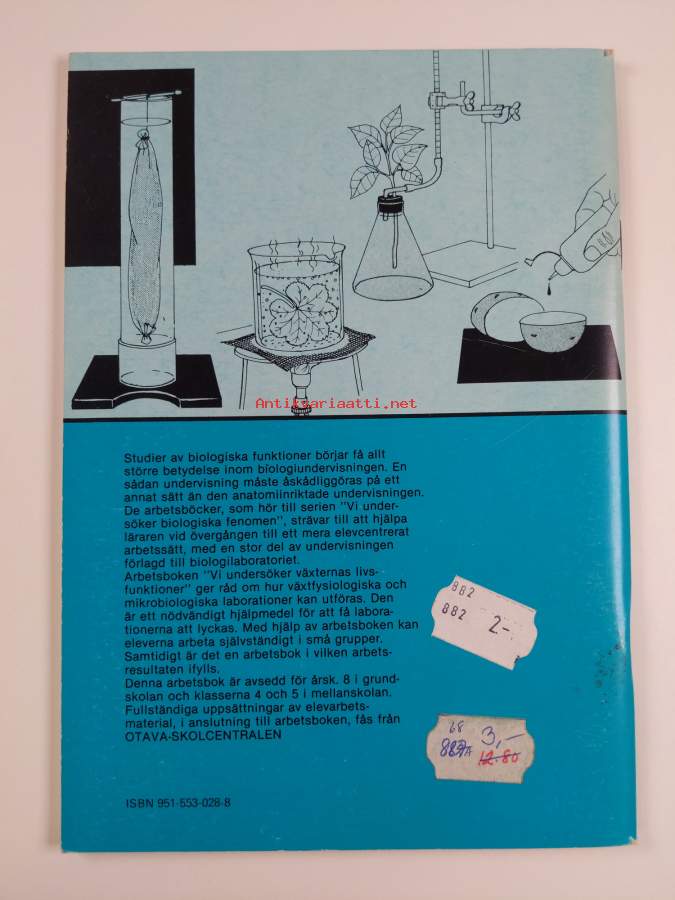 Antikvariaatti.net
Studier av biologiska funktioner börjar få allt
större betydelse inom biologiundervisningen. En
sådan undervisning måste åskådliggöras på ett
annat sätt än den anatomiinriktade undervisningen.
De arbetsböcker, som hör till serien "Vi under-
söker biologiska fenomen", strävar till att hjälpa
läraren vid övergången till ett mera elevcentrerat
arbetssätt, med en stor del av undervisningen
förlagd till biologilaboratoriet.
Arbetsboken "Vi undersöker växternas livs-
funktioner" ger råd om hur växtfysiologiska och
mikrobiologiska laborationer kan utföras. Den
är ett nödvändigt hjälpmedel för att få labora-
tionerna att lyckas. Med hjälp av arbetsboken kan
eleverna arbeta självständigt i små grupper.
Samtidigt är det en arbetsbok i vilken arbets-
resultaten ifylls.
Denna arbetsbok är avsedd för årsk. 8 i grund-
skolan och klasserna 4 och 5 i mellanskolan.
Fullständiga uppsättningar av elevarbets-
material, i anslutning till arbetsboken, fås från
OTAVA-SKOLCENTRALEN
882
882 2-
68 3,-
12.80
ISBN 951-553-028-8